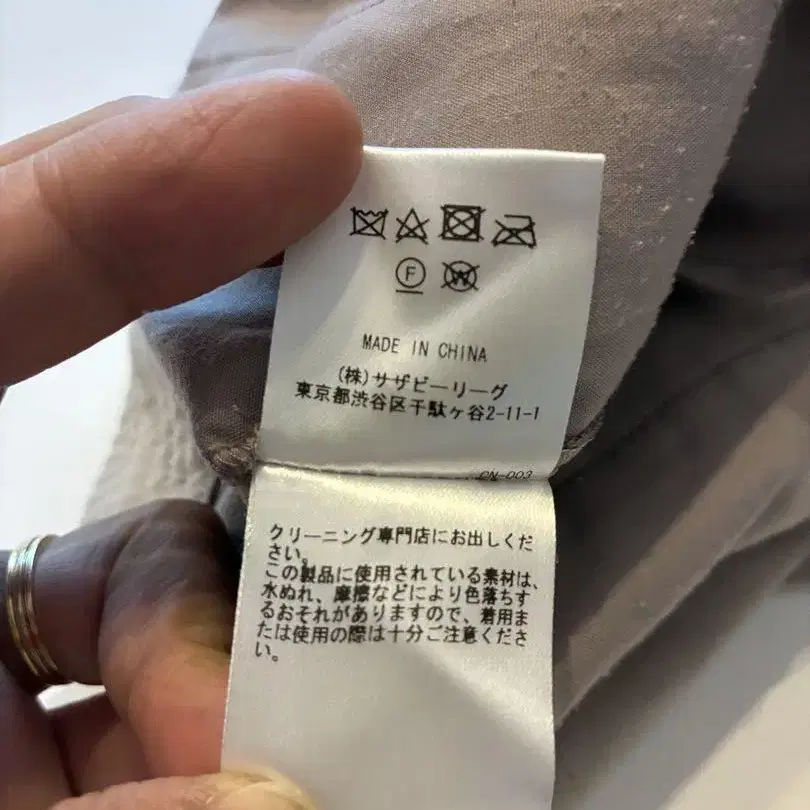 F
W
MADE IN CHINA
(株)サザビーリーグ
東京都渋谷区千駄ヶ谷2-11-1
CN-003
クリーニング専門店にお出しくだ
さい。
この製品に使用されている素材は、
水ぬれ、摩擦などにより色落ちす
るおそれがありますので、着用ま
たは使用の際は十分ご注意くださ
い。